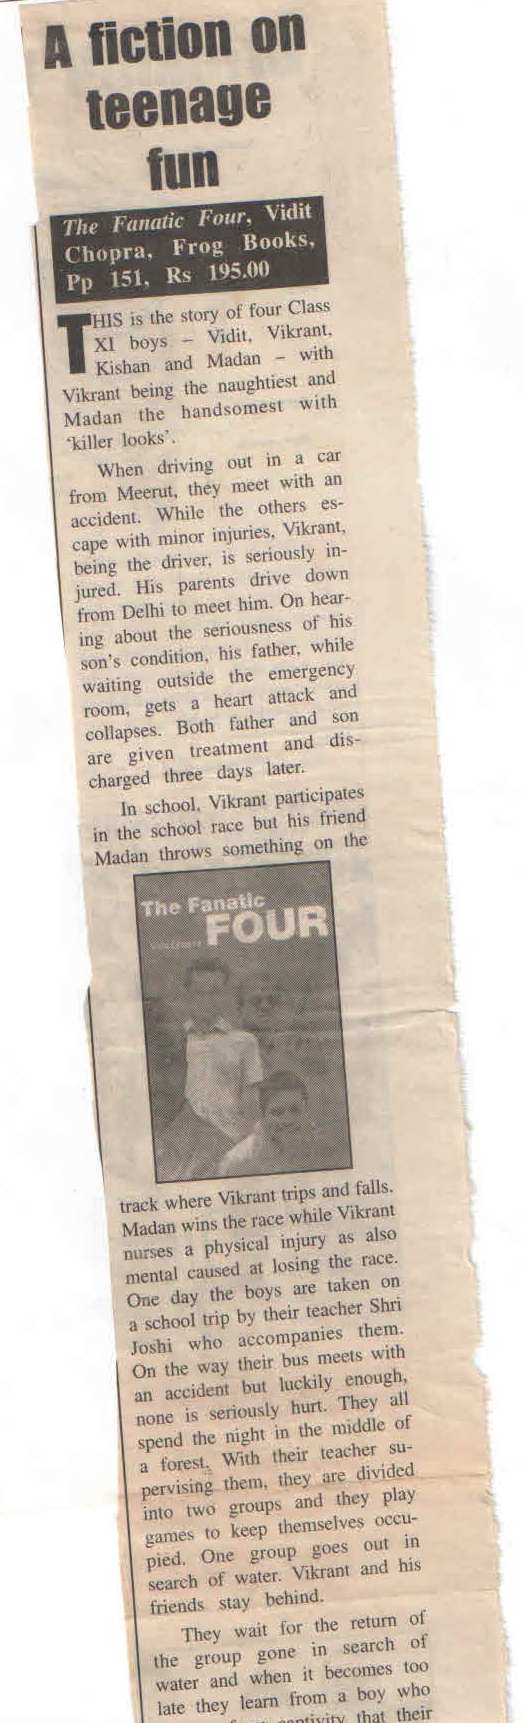 A fiction on
teenage
fun
The Fanatic Four, Vidit
Chopra, Frog Books,
Pp 151, Rs 195.00
THIS is the story of four Class
XI boys – Vidit, Vikrant,
Kishan and Madan – with
Vikrant being the naughtiest and
Madan the handsomest with
‘killer looks’.
When driving out in a car
from Meerut, they meet with an
accident. While the others es-
cape with minor injuries, Vikrant,
being the driver, is seriously in-
jured. His parents drive down
from Delhi to meet him. On hear-
ing about the seriousness of his
son's condition, his father, while
waiting outside the emergency
room, gets a heart attack and
collapses. Both father and son
are given treatment and dis-
charged three days later.
In school, Vikrant participates
in the school race but his friend
Madan throws something on the
The Fanatic
FOUR
track where Vikrant trips and falls.
Madan wins the race while Vikrant
nurses a physical injury as also
mental caused at losing the race.
One day the boys are taken on
a school trip by their teacher Shri
Joshi who accompanies them.
On the way their bus meets with
an accident but luckily enough,
none is seriously hurt. They all
spend the night in the middle of
a forest. With their teacher su-
pervising them, they are divided
into two groups and they play
games to keep themselves occu-
pied. One group goes out in
search of water. Vikrant and his
friends stay behind.
They wait for the return of
the group gone in search of
water and when it becomes too
late they learn from a boy who
captivity that their